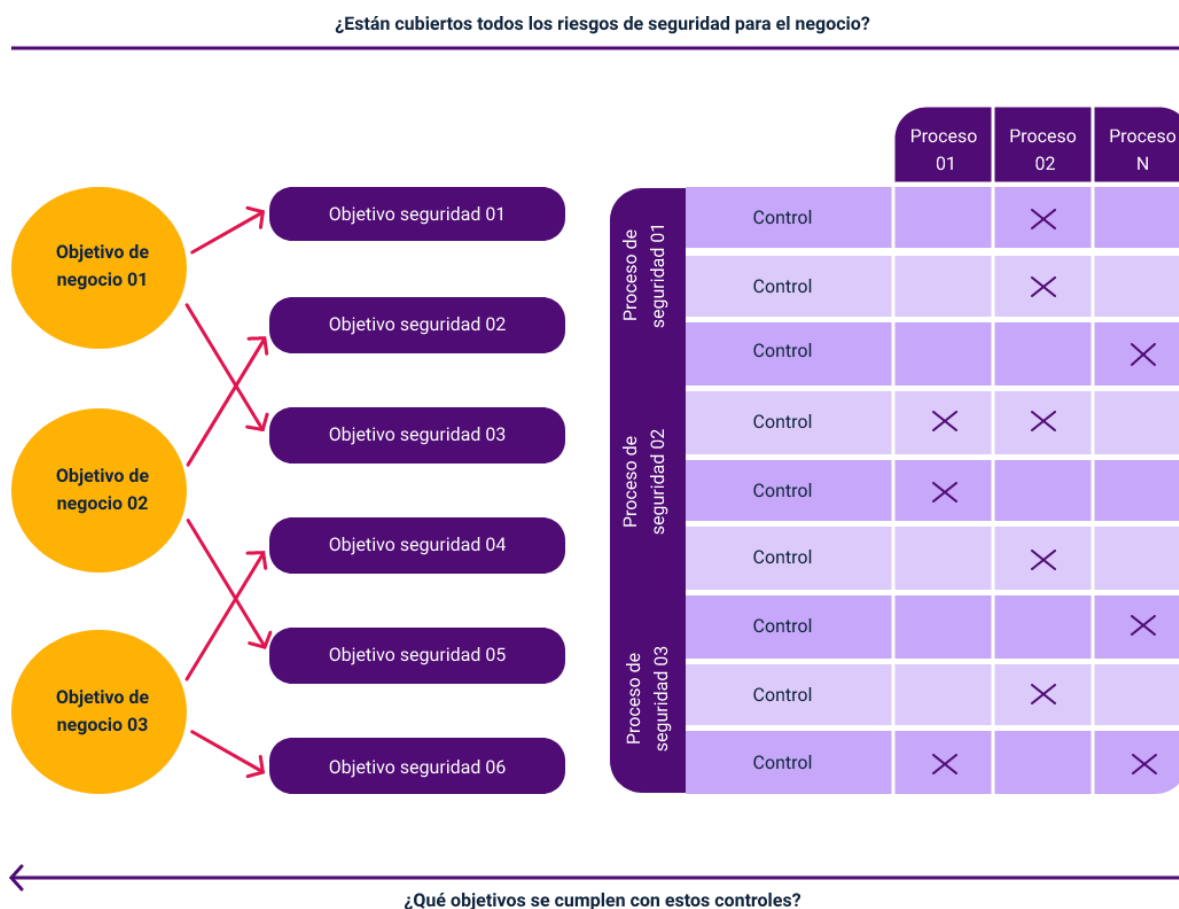 ¿Están cubiertos todos los riesgos de seguridad para el negocio?
Proceso
01
Proceso
02
Proceso
N
Objetivo de
negocio 01
Objetivo de
negocio 02
Objetivo de
negocio 03
Objetivo seguridad 01
Objetivo seguridad 02
Objetivo seguridad 03
Objetivo seguridad 04
Objetivo seguridad 05
Objetivo seguridad 06
Proceso de
seguridad 01
Proceso de
seguridad 02
Proceso de
seguridad 03
Control
Control
Control
Control
Control
Control
Control
Control
Control
¿Qué objetivos se cumplen con estos controles?